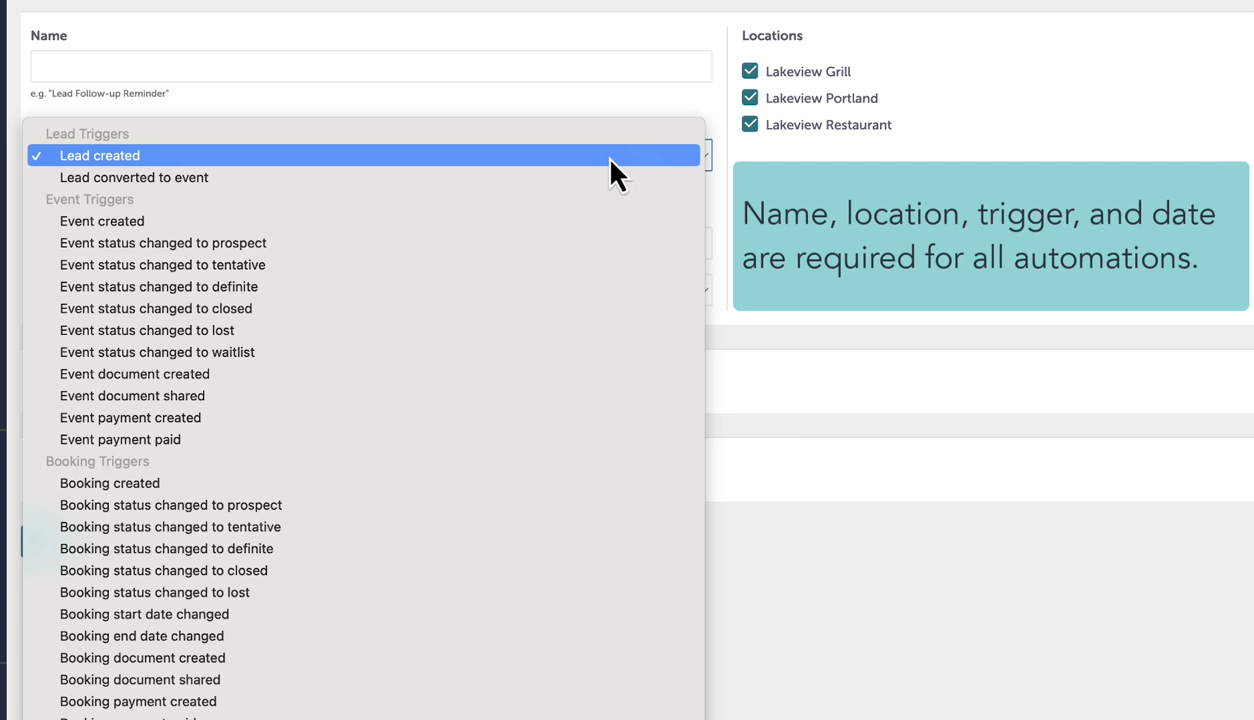 Name
e.g. "Lead Follow-up Reminder"
Lead Triggers
✓ Lead created
Lead converted to event
Event Triggers
Event created
Event status changed to prospect
Event status changed to tentative
Event status changed to definite
Event status changed to closed
Event status changed to lost
Event status changed to waitlist
Event document created
Event document shared
Event payment created
Event payment paid
Booking Triggers
Booking created
Booking status changed to prospect
Booking status changed to tentative
Booking status changed to definite
Booking status changed to closed
Booking status changed to lost
Booking start date changed
Booking end date changed
Booking document created
Booking document shared
Booking payment created
Locations
Lakeview Grill
Lakeview Portland
Lakeview Restaurant
Name, location, trigger, and date
are required for all automations.